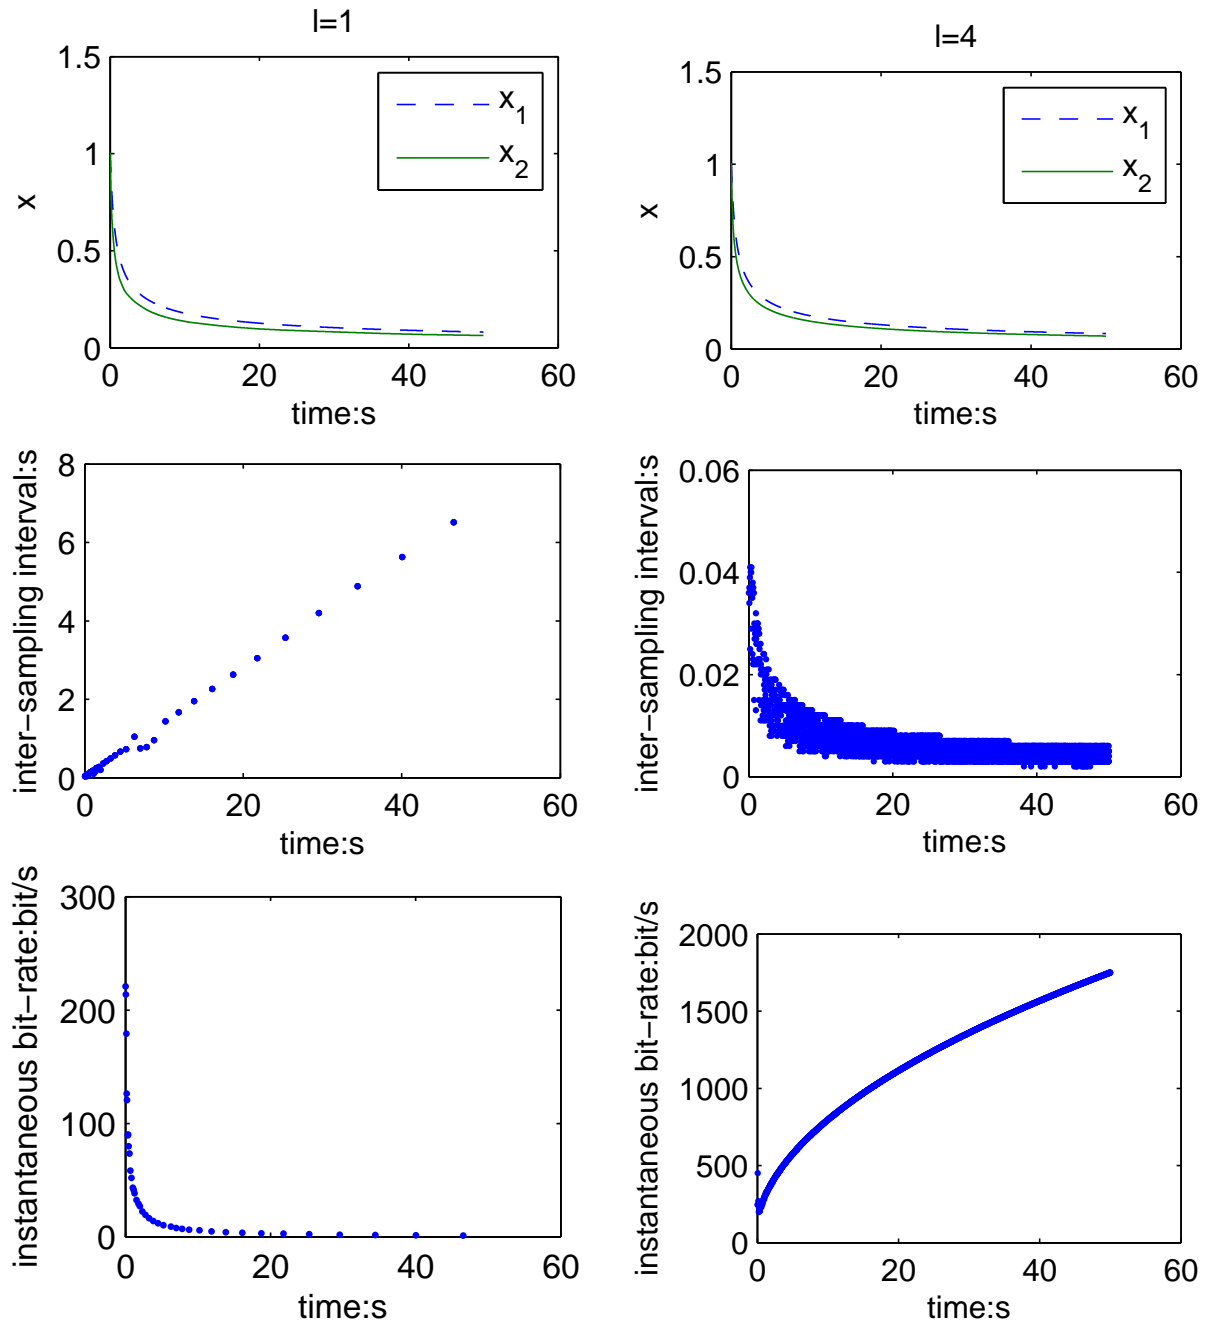 l=1
1.5
1
0.5
0
x
x1
x2
0 20 40 60
time:s
l=4
1.5
1
0.5
0
x
x1
x2
0 20 40 60
time:s
8
6
4
2
0
inter-sampling interval:s
0 20 40 60
time:s
0.06
0.04
0.02
0
inter-sampling interval:s
0 20 40 60
time:s
300
200
100
0
instantaneous bit-rate:bit/s
0 20 40 60
time:s
2000
1500
1000
500
0
instantaneous bit-rate:bit/s
0 20 40 60
time:s